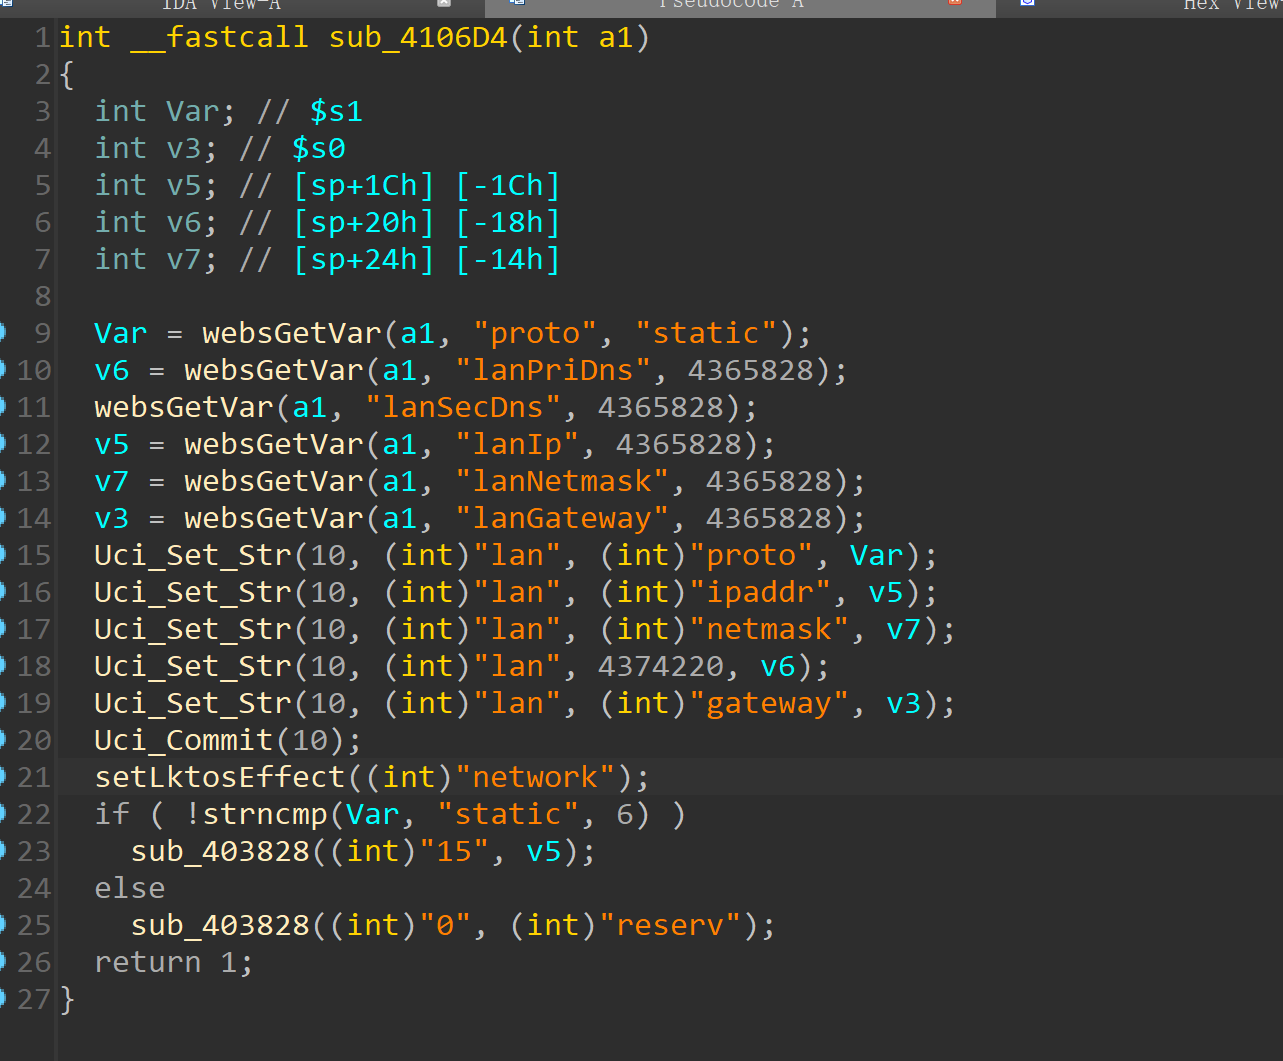 IDA View-A Pseudocode A Hex View-
1 int __fastcall sub_4106D4(int a1)
2 {
3 int Var; // $s1
4 int v3; // $s0
5 int v5; // [sp+1Ch] [-1Ch]
6 int v6; // [sp+20h] [-18h]
7 int v7; // [sp+24h] [-14h]
8
9 Var = websGetVar(a1, "proto", "static");
10 v6 = websGetVar(a1, "lanPriDns", 4365828);
11 websGetVar(a1, "lanSecDns", 4365828);
12 v5 = websGetVar(a1, "lanIp", 4365828);
13 v7 = websGetVar(a1, "lanNetmask", 4365828);
14 v3 = websGetVar(a1, "lanGateway", 4365828);
15 Uci_Set_Str(10, (int)"lan", (int)"proto", Var);
16 Uci_Set_Str(10, (int)"lan", (int)"ipaddr", v5);
17 Uci_Set_Str(10, (int)"lan", (int)"netmask", v7);
18 Uci_Set_Str(10, (int)"lan", 4374220, v6);
19 Uci_Set_Str(10, (int)"lan", (int)"gateway", v3);
20 Uci_Commit(10);
21 setLktosEffect((int)"network");
22 if ( !strncmp(Var, "static", 6) )
23 sub_403828((int)"15", v5);
24 else
25 sub_403828((int)"0", (int)"reserv");
26 return 1;
27 }